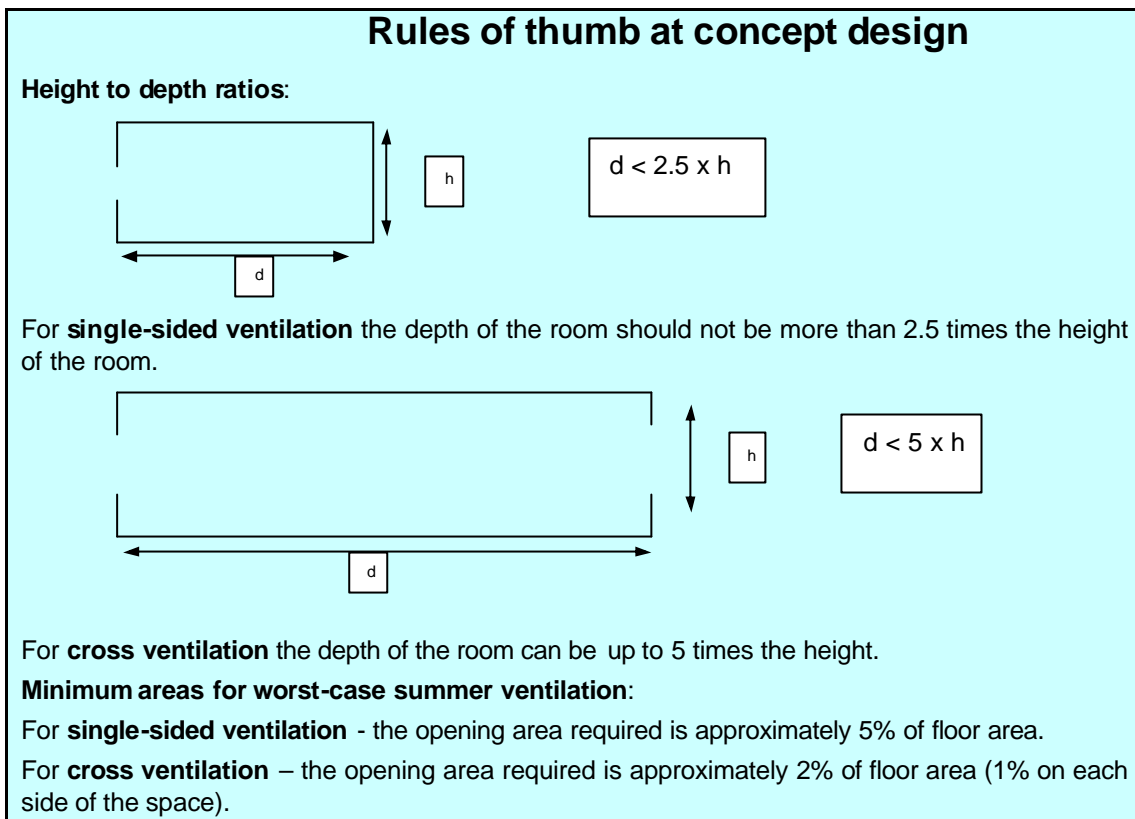 Rules of thumb at concept design
Height to depth ratios:
h
d < 2.5 x h
d
For single-sided ventilation the depth of the room should not be more than 2.5 times the height
of the room.
h
d < 5 x h
d
For cross ventilation the depth of the room can be up to 5 times the height.
Minimum areas for worst-case summer ventilation:
For single-sided ventilation - the opening area required is approximately 5% of floor area.
For cross ventilation – the opening area required is approximately 2% of floor area (1% on each
side of the space).